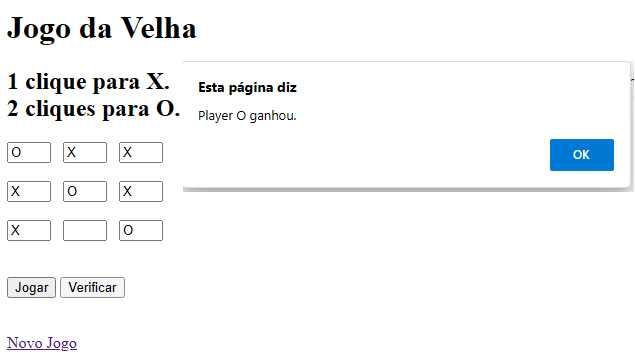 Jogo da Velha
1 clique para X.
2 cliques para O.
Esta página diz
Player O ganhou.
OK
O X X
X O X
X O
Jogar Verificar
Novo Jogo